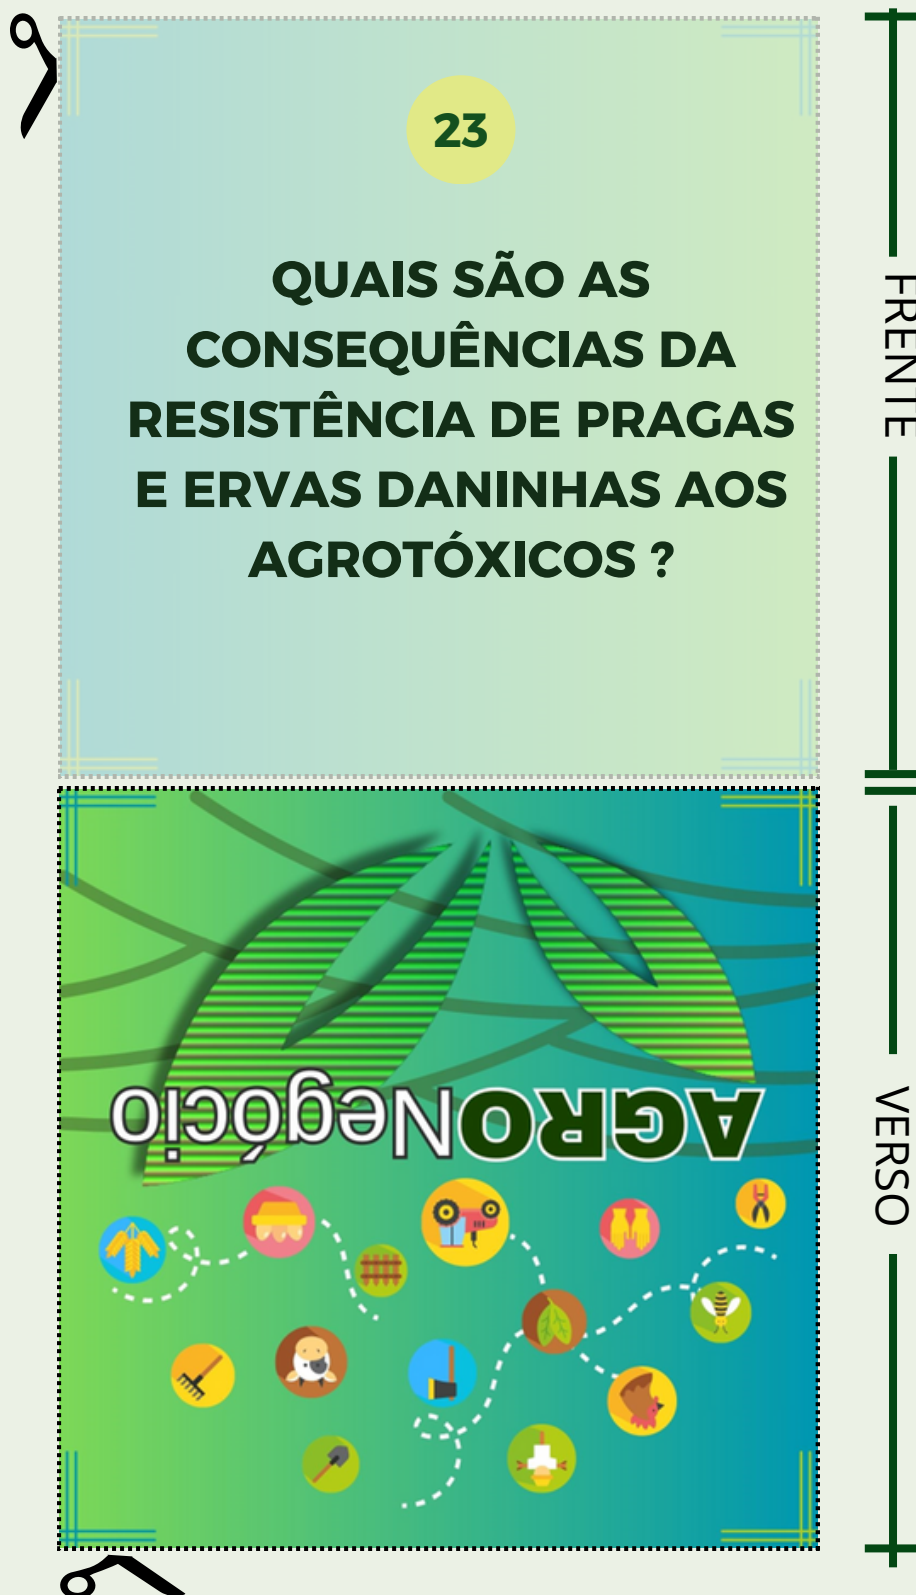 23
QUAIS SÃO AS
CONSEQUÊNCIAS DA
RESISTÊNCIA DE PRAGAS
E ERVAS DANINHAS AOS
AGROTÓXICOS ?
FRENTE
AGRONegócio
VERSO